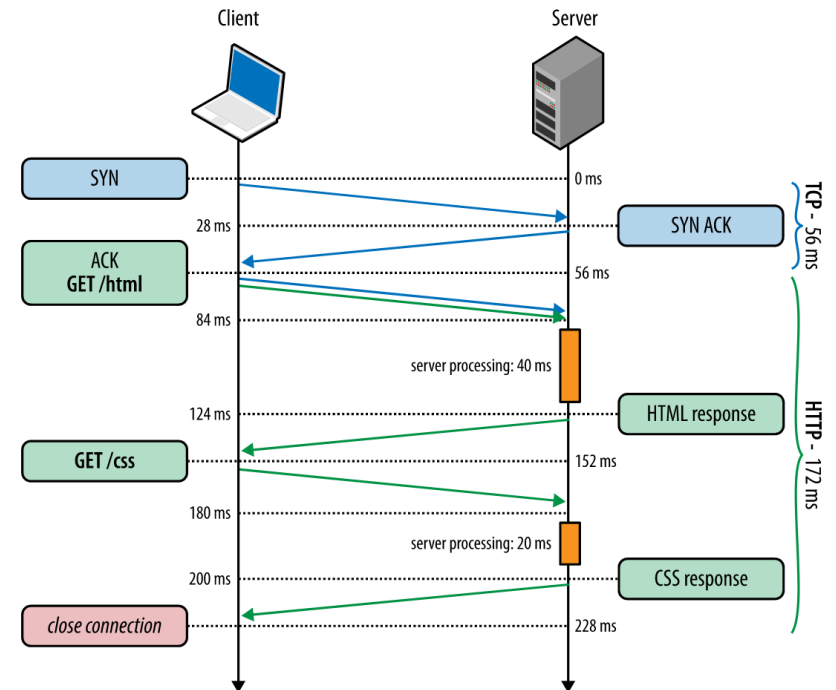 Client
Server
SYN
0 ms
28 ms
SYN ACK
TCP - 56 ms
ACK
GET /html
56 ms
84 ms
server processing: 40 ms
124 ms
HTML response
HTTP - 172 ms
GET /css
152 ms
180 ms
server processing: 20 ms
200 ms
CSS response
close connection
228 ms